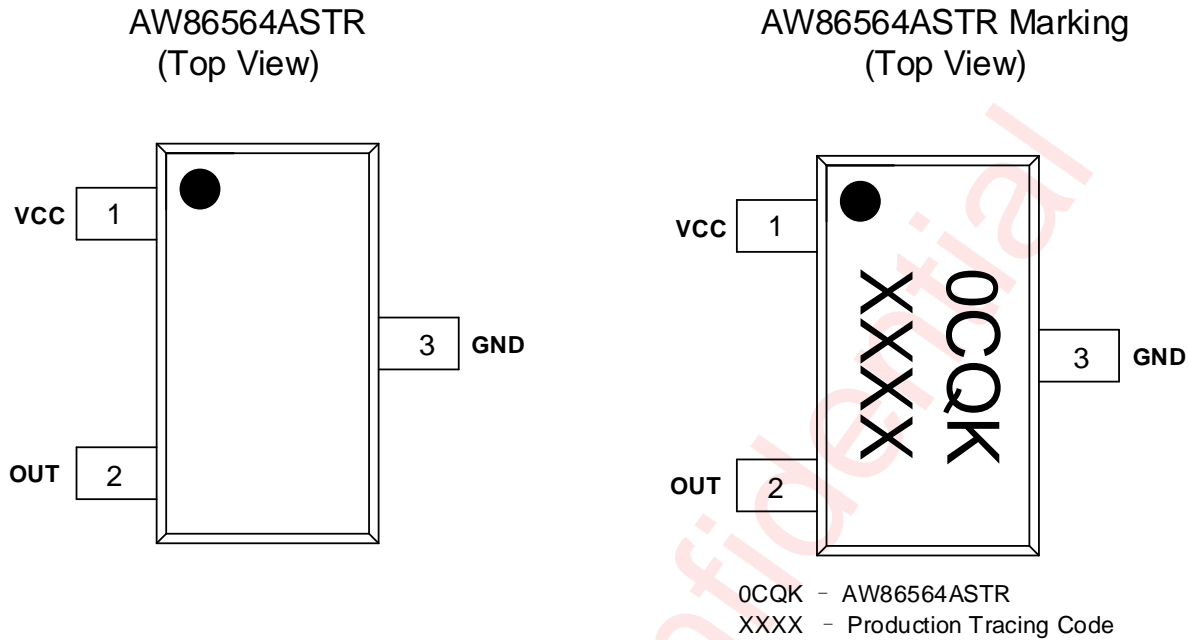 AW86564ASTR
(Top View)
VCC
1
3
GND
OUT
2
AW86564ASTR Marking
(Top View)
VCC
1
0CQK
XXXX
3
GND
OUT
2
0CQK - AW86564ASTR
XXXX - Production Tracing Code
nfidential